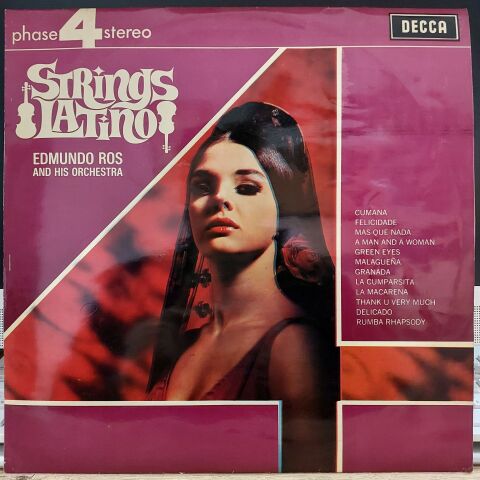 phase 4 stereo
DECCA
STRINGS
LATINO
EDMUNDO ROS
AND HIS ORCHESTRA
CUMANA
FELICIDADE
MAS QUE NADA
A MAN AND A WOMAN
GREEN EYES
MALAGUEÑA
GRANADA
LA CUMPARSITA
LA MACARENA
THANK U VERY MUCH
DELICADO
RUMBA RHAPSODY